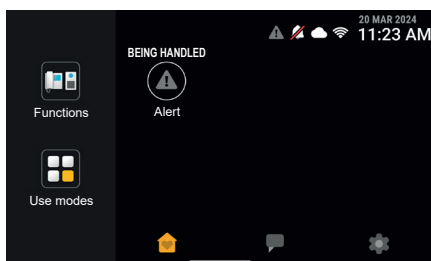 20 MAR 2024
11:23 AM
BEING HANDLED
Functions
Alert
Use modes